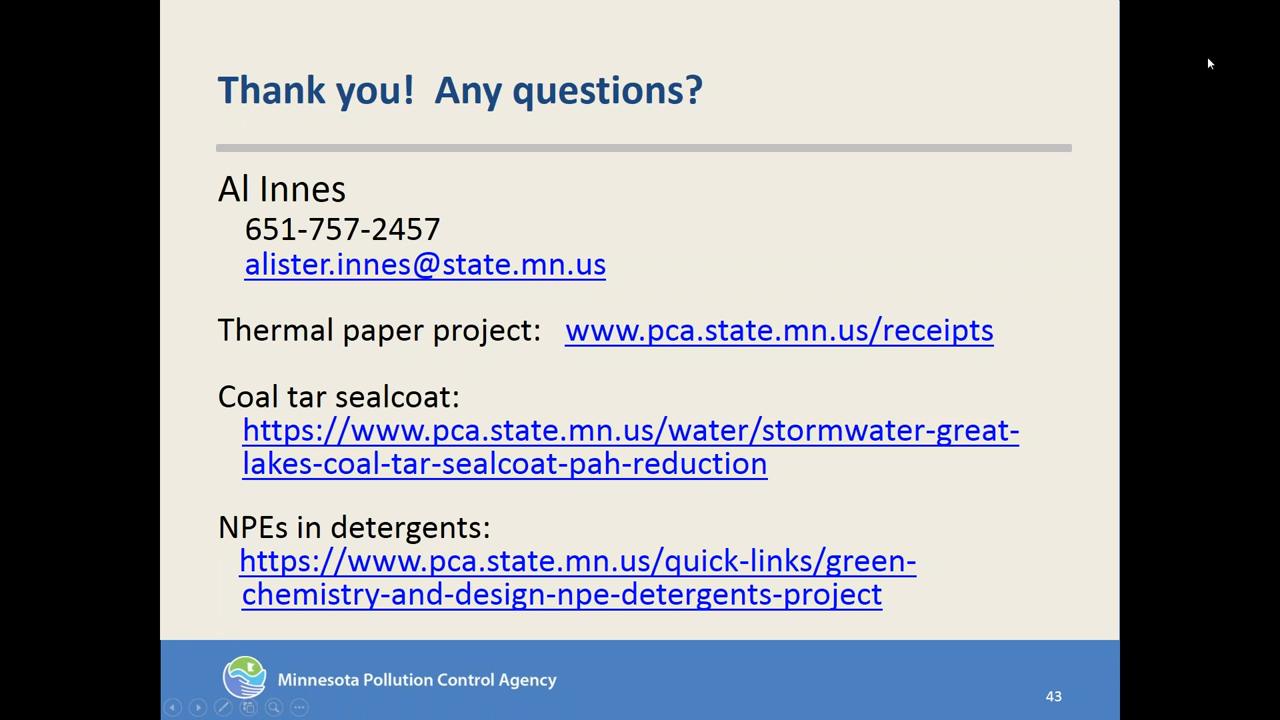 Thank you!  Any questions?
Al Innes
651-757-2457
alister.innes@state.mn.us
Thermal paper project:   www.pca.state.mn.us/receipts
Coal tar sealcoat:
https://www.pca.state.mn.us/water/stormwater-great-
lakes-coal-tar-sealcoat-pah-reduction
NPEs in detergents:
https://www.pca.state.mn.us/quick-links/green-
chemistry-and-design-npe-detergents-project
Minnesota Pollution Control Agency
43